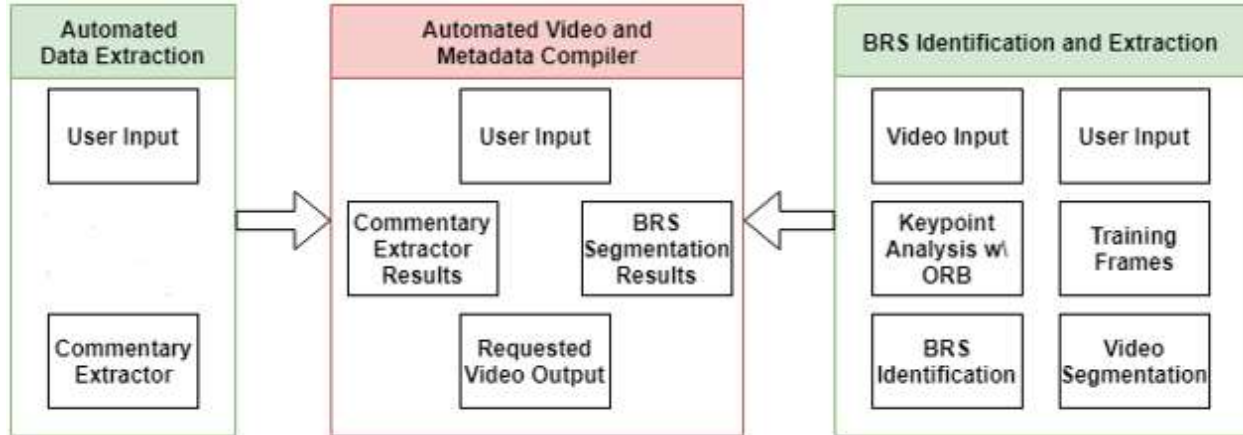 Automated
Data Extraction
User Input
Commentary
Extractor
Automated Video and
Metadata Compiler
User Input
Commentary
Extractor
Results
BRS
Segmentation
Results
Requested
Video Output
BRS Identification and Extraction
Video Input
User Input
Keypoint
Analysis w\
ORB
Training
Frames
BRS
Identification
Video
Segmentation